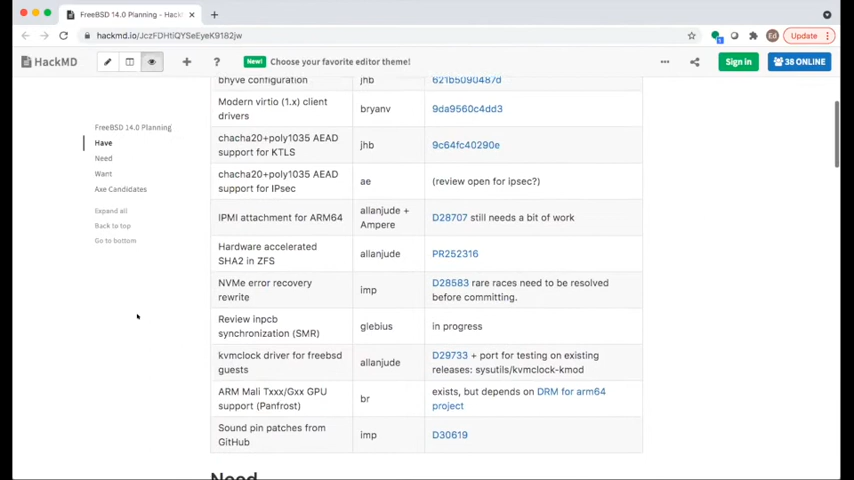 FreeBSD 14.0 Planning - HackM
hackmd.io/JczFDHtiQYSeEyeK9182jw
Ed
Update
HackMD
New!
Choose your favorite editor theme!
Sign in
38 ONLINE
FreeBSD 14.0 Planning
Have
Need
Want
Axe Candidates
Expand all
Back to top
Go to bottom
bhyve configuration jhb 621b5090487d
Modern virtio (1.x) client
drivers
bryanv 9da9560c4dd3
chacha20+poly1035 AEAD
support for KTLS
jhb 9c64fc40290e
chacha20+poly1035 AEAD
support for IPsec
ae (review open for ipsec?)
IPMI attachment for ARM64
allanjude +
Ampere
D28707 still needs a bit of work
Hardware accelerated
SHA2 in ZFS
allanjude PR252316
NVMe error recovery
rewrite
imp
D28583 rare races need to be resolved
before committing.
Review inpcb
synchronization (SMR)
glebius in progress
kvmclock driver for freebsd
guests
allanjude
D29733 + port for testing on existing
releases: sysutils/kvmclock-kmod
ARM Mali Txxx/Gxx GPU
support (Panfrost)
br
exists, but depends on DRM for arm64
project
Sound pin patches from
GitHub
imp D30619
Need